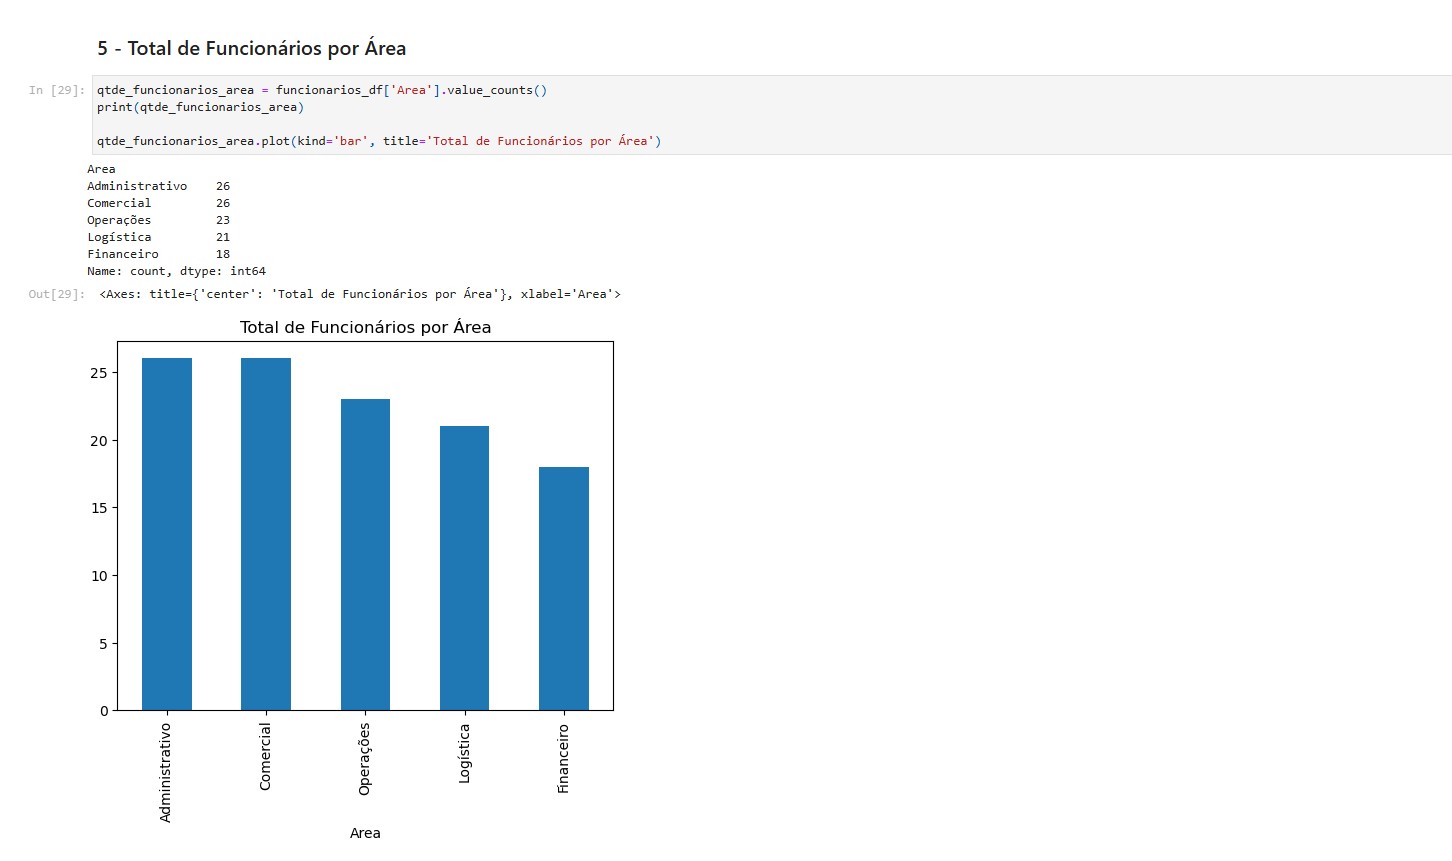 5 - Total de Funcionários por Área
In [29]: qtde_funcionarios_area = funcionarios_df['Area'].value_counts()
print(qtde_funcionarios_area)
qtde_funcionarios_area.plot(kind='bar', title='Total de Funcionários por Área')
Area
Administrativo    26
Comercial         26
Operações         23
Logística         21
Financeiro        18
Name: count, dtype: int64
Out[29]: <Axes: title={'center': 'Total de Funcionários por Área'}, xlabel='Area'>
Total de Funcionários por Área
25
20
15
10
5
0
Administrativo
Comercial
Operações
Logística
Financeiro
Area